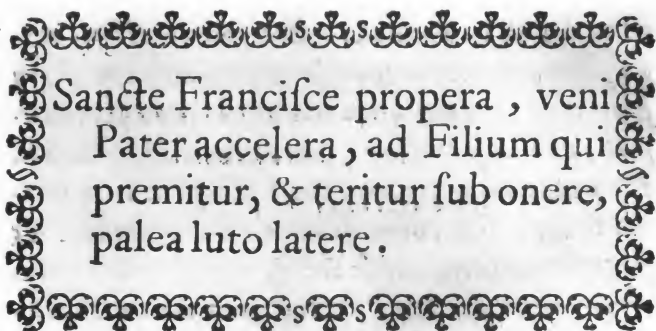 Sancte Franciſce propera , veni
Pater accelera, ad Filium qui
premitur, & teritur ſub onere,
palea luto latere.